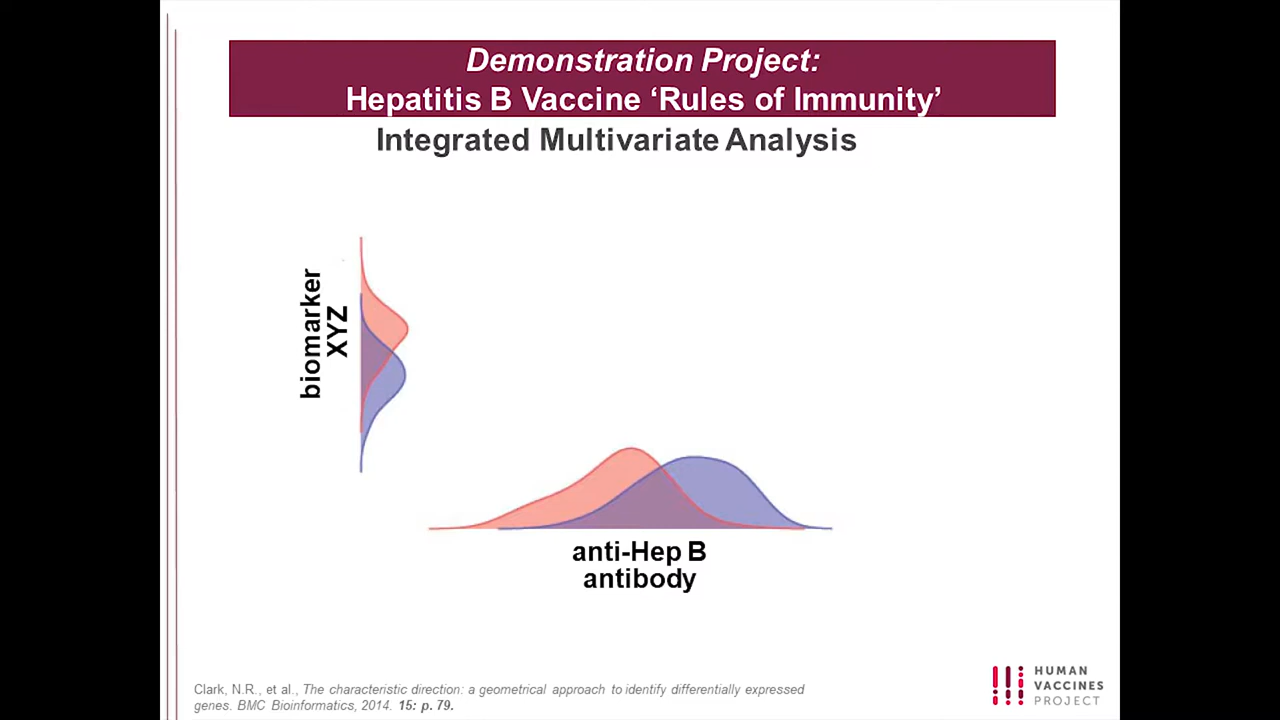 Demonstration Project:
Hepatitis B Vaccine ‘Rules of Immunity’
Integrated Multivariate Analysis
biomarker
XYZ
anti-Hep B
antibody
Clark, N.R., et al., The characteristic direction: a geometrical approach to identify differentially expressed
genes. BMC Bioinformatics, 2014. 15: p. 79.
HUMAN
VACCINES
PROJECT